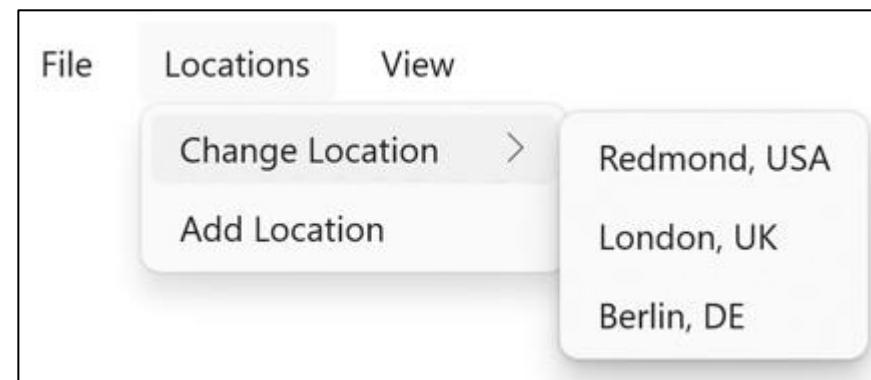 File Locations View
Change Location
Add Location
Redmond, USA
London, UK
Berlin, DE